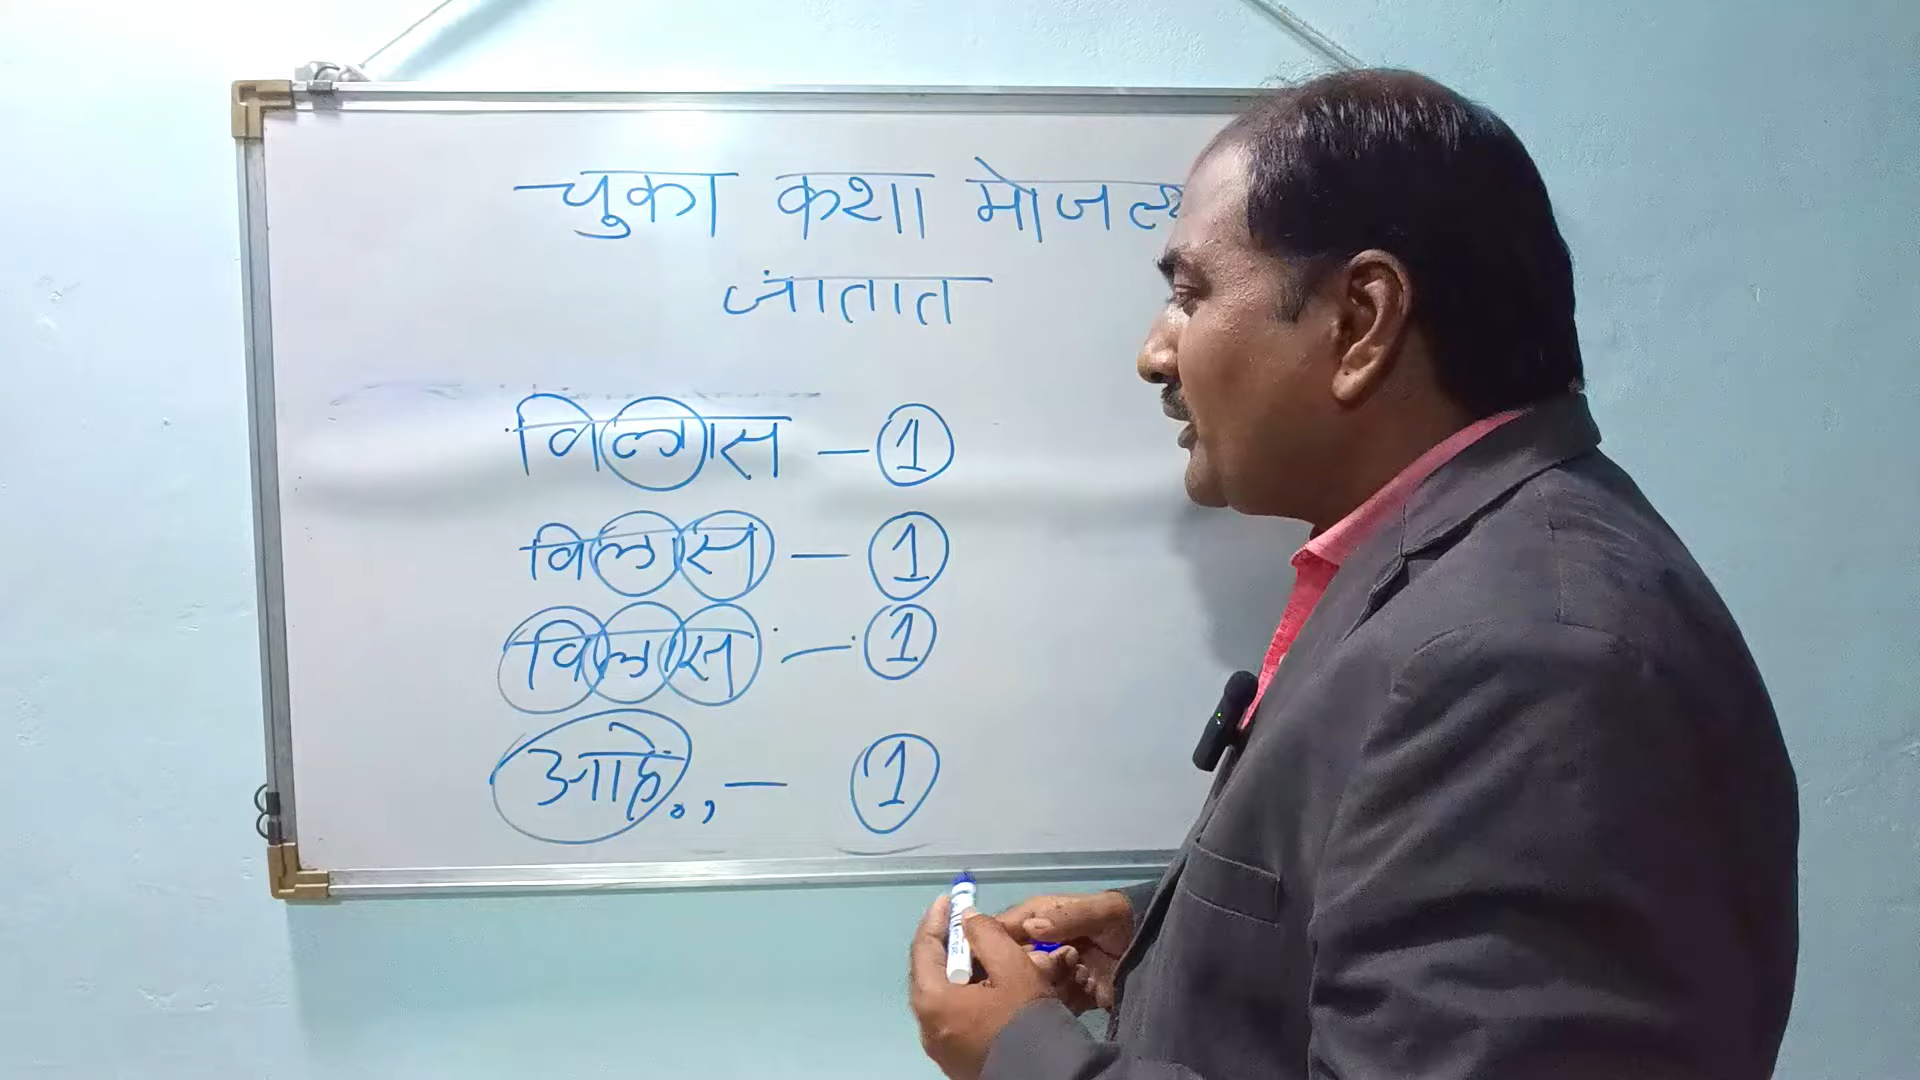 चुका कशा मोजल्या
जातात
विलास – 1
विलास – 1
विलास – 1
आहे., – 1